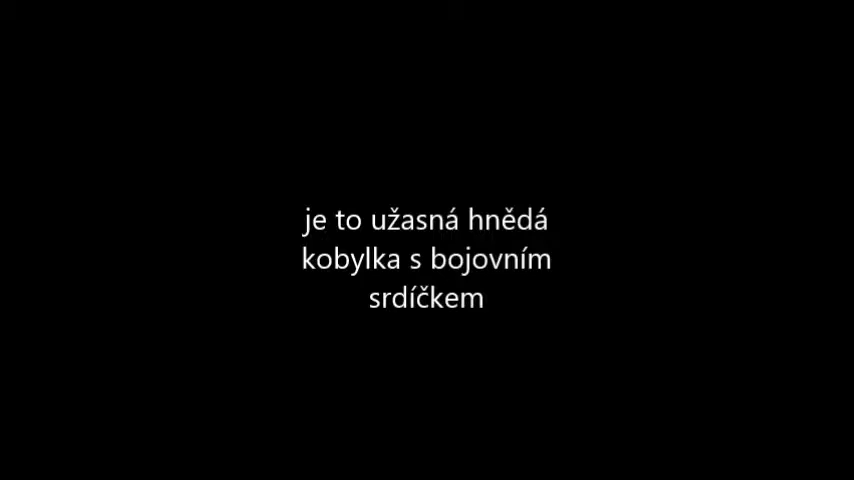 je to užasná hnědá
kobylka s bojovním
srdíčkem